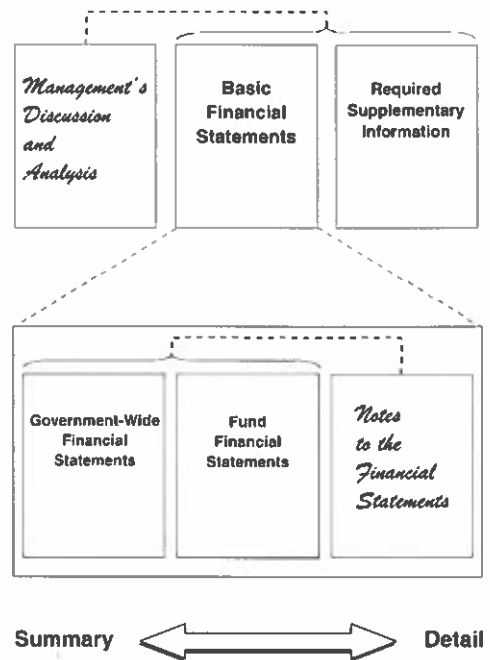 Management's
Discussion
and
Analysis
Basic
Financial
Statements
Required
Supplementary
Information
Government-Wide
Financial
Statements
Fund
Financial
Statements
Notes
to the
Financial
Statements
Summary
Detail